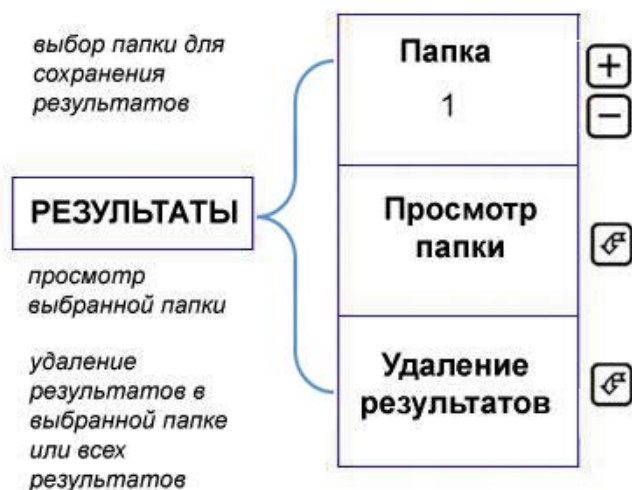 выбор папки для
сохранения
результатов
Папка
1
РЕЗУЛЬТАТЫ
Просмотр
папки
просмотр
выбранной папки
удаление
результатов в
выбранной папке
или всех
результатов
Удаление
результатов